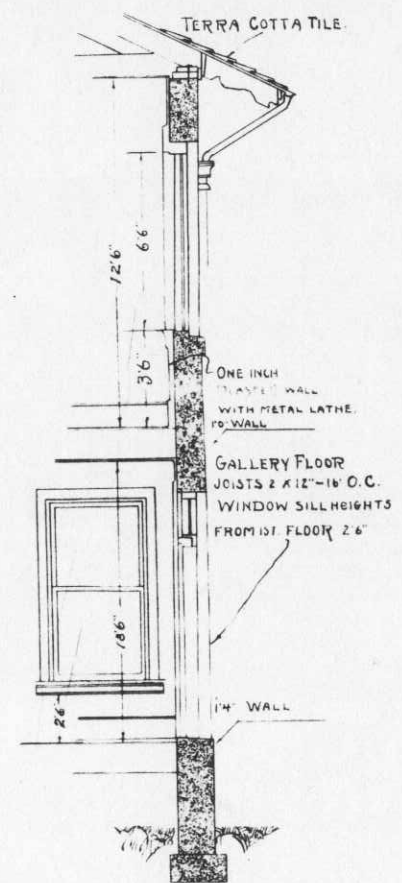 TERRA COTTA TILE.
12'6"
6'6"
3'6"
ONE INCH
WALL
WITH METAL LATHE.
TO WALL
GALLERY FLOOR
JOISTS 2 X 12"-16" O.C.
WINDOW SILL HEIGHTS
FROM 1ST. FLOOR 2'6"
18'6"
2'6"
1'4" WALL